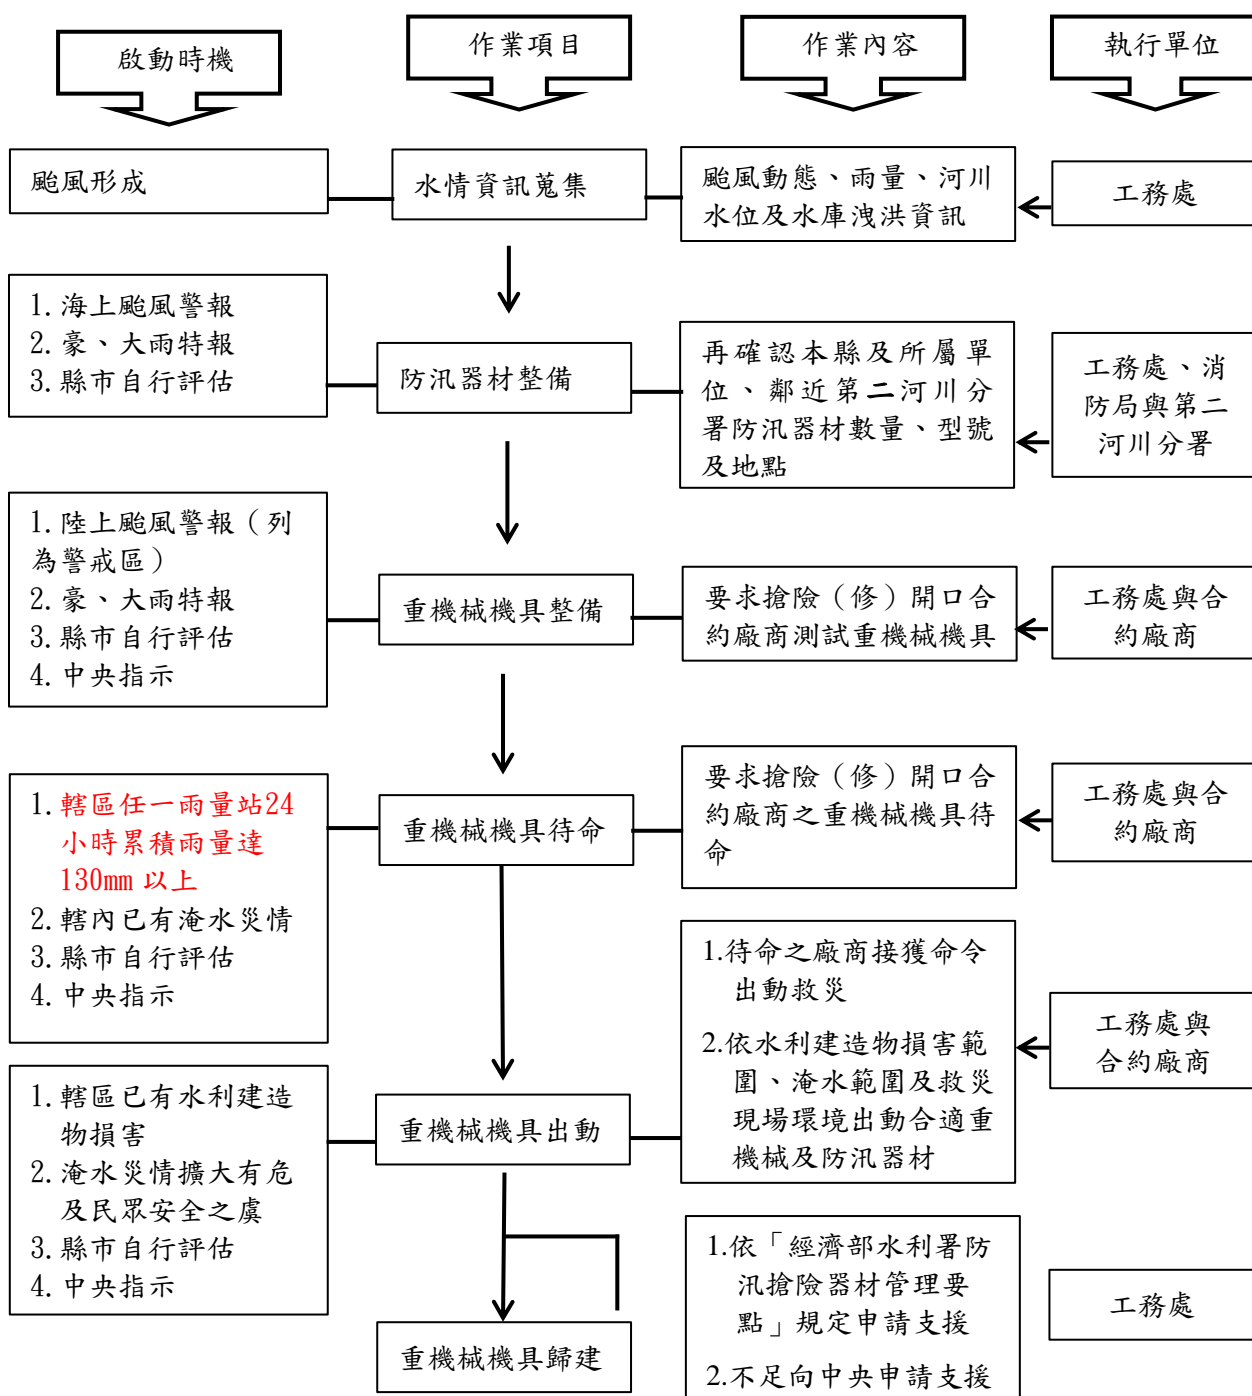 啟動時機
作業項目
作業內容
執行單位
颱風形成
水情資訊蒐集
颱風動態、雨量、河川
水位及水庫洩洪資訊
工務處
1. 海上颱風警報
2. 豪、大雨特報
3. 縣市自行評估
防汛器材整備
再確認本縣及所屬單
位、鄰近第二河川分
署防汛器材數量、型號
及地點
工務處、消
防局與第二
河川分署
1. 陸上颱風警報（列
為警戒區）
2. 豪、大雨特報
3. 縣市自行評估
4. 中央指示
重機械機具整備
要求搶險（修）開口合
約廠商測試重機械機具
工務處與合
約廠商
1. 轄區任一雨量站24
小時累積雨量達
130mm 以上
2. 轄內已有淹水災情
3. 縣市自行評估
4. 中央指示
重機械機具待命
要求搶險（修）開口合
約廠商之重機械機具待
命
工務處與合
約廠商
1. 轄區已有水利建造
物損害
2. 淹水災情擴大有危
及民眾安全之虞
3. 縣市自行評估
4. 中央指示
重機械機具出動
1.待命之廠商接獲命令
出動救災
2.依水利建造物損害範
圍、淹水範圍及救災
現場環境出動合適重
機械及防汛器材
工務處與
合約廠商
重機械機具歸建
1.依「經濟部水利署防
汛搶險器材管理要
點」規定申請支援
2.不足向中央申請支援
工務處